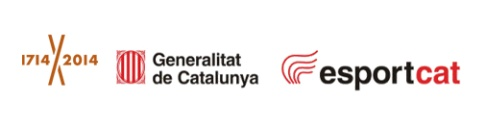 1714 2014
Generalitat
de Catalunya
esportcat